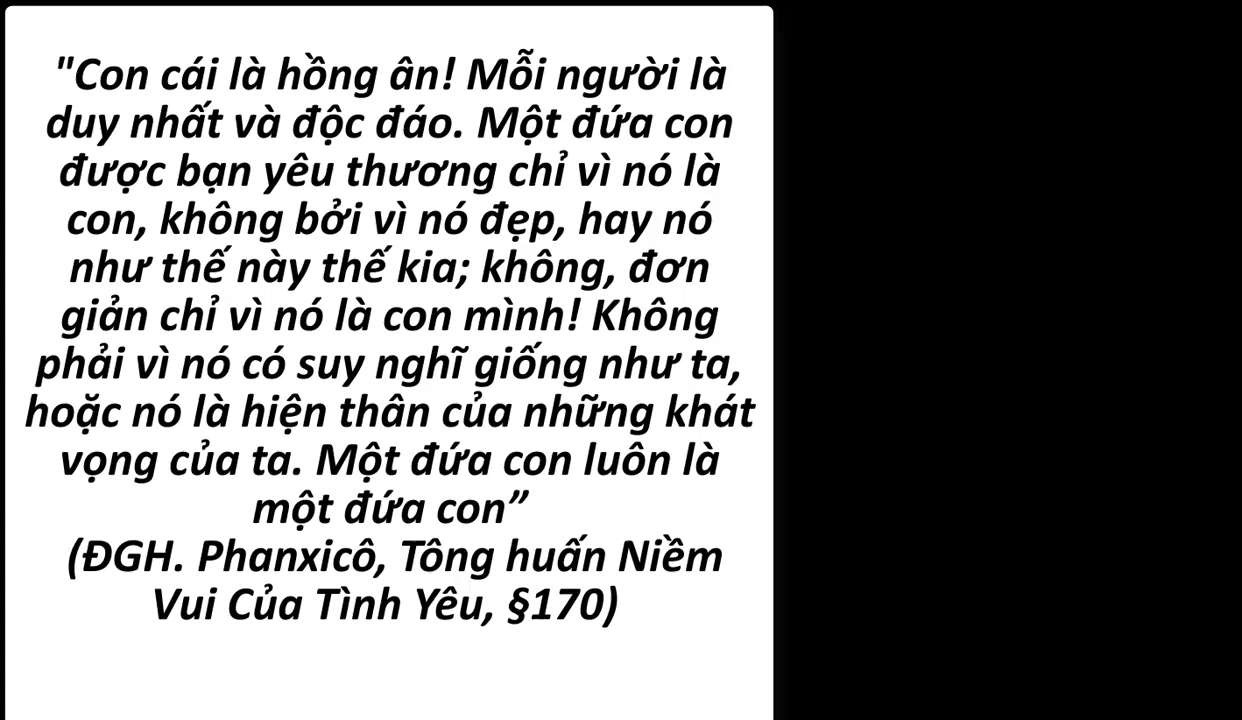 "Con cái là hồng ân! Mỗi người là
duy nhất và độc đáo. Một đứa con
được bạn yêu thương chỉ vì nó là
con, không bởi vì nó đẹp, hay nó
như thế này thế kia; không, đơn
giản chỉ vì nó là con mình! Không
phải vì nó có suy nghĩ giống như ta,
hoặc nó là hiện thân của những khát
vọng của ta. Một đứa con luôn là
một đứa con”
(ĐGH. Phanxicô, Tông huấn Niềm
Vui Của Tình Yêu, §170)